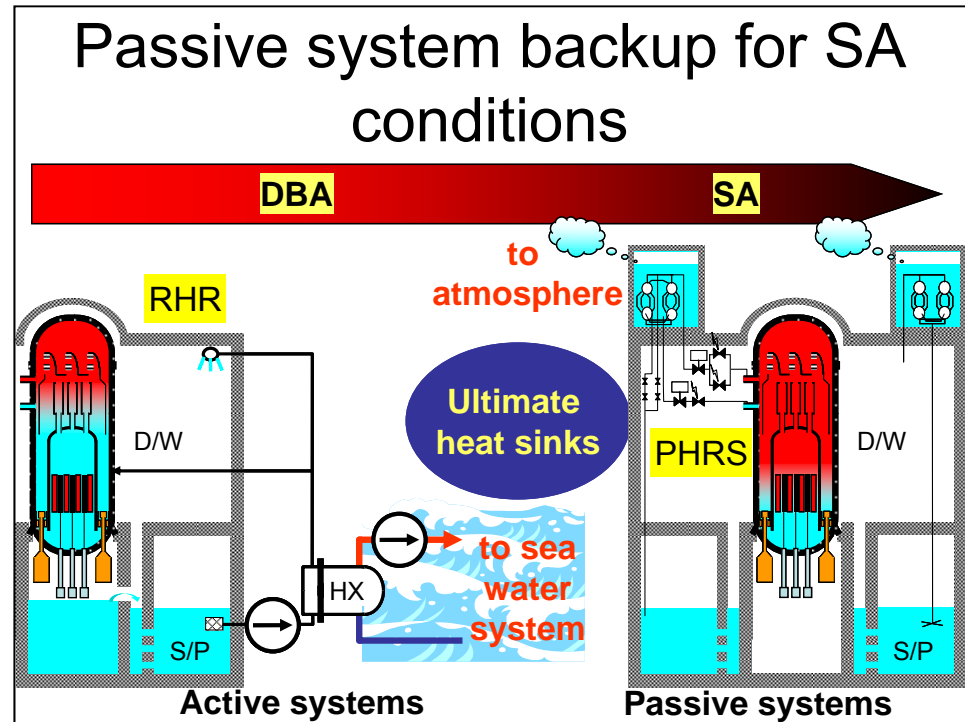 Passive system backup for SA
conditions
DBA
SA
to
atmosphere
RHR
D/W
Ultimate
heat sinks
PHRS
D/W
HX
to sea
water
system
S/P
S/P
Active systems
Passive systems